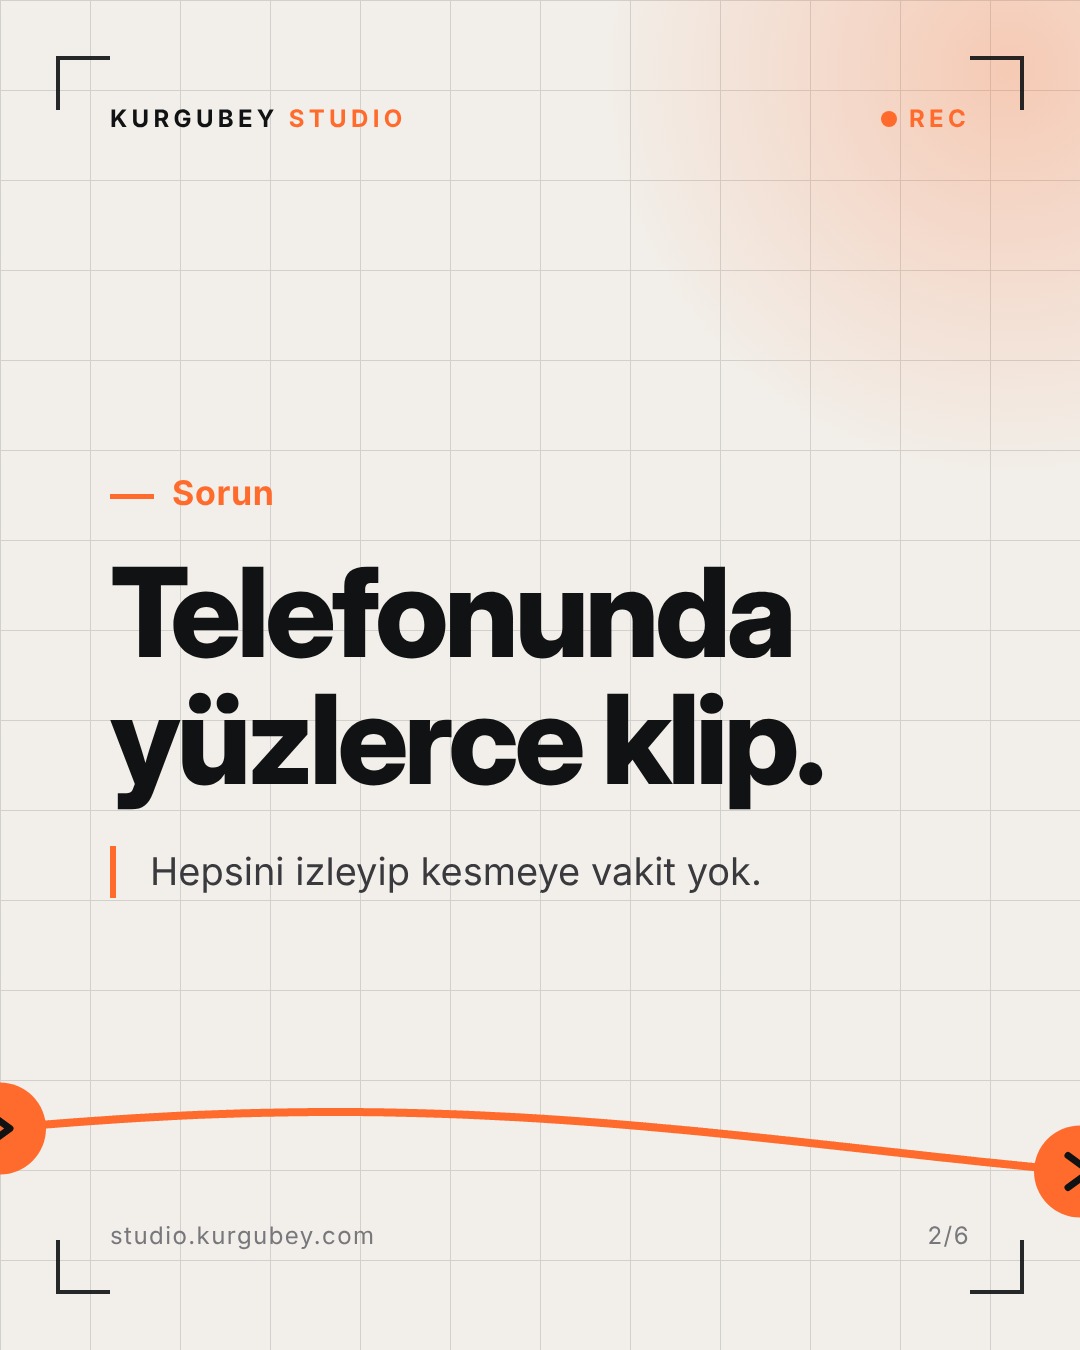 KURGUBEY STUDIO
REC
Sorun
Telefonunda
yüzlerce klip.
Hepsini izleyip kesmeye vakit yok.
studio.kurgubey.com
2/6